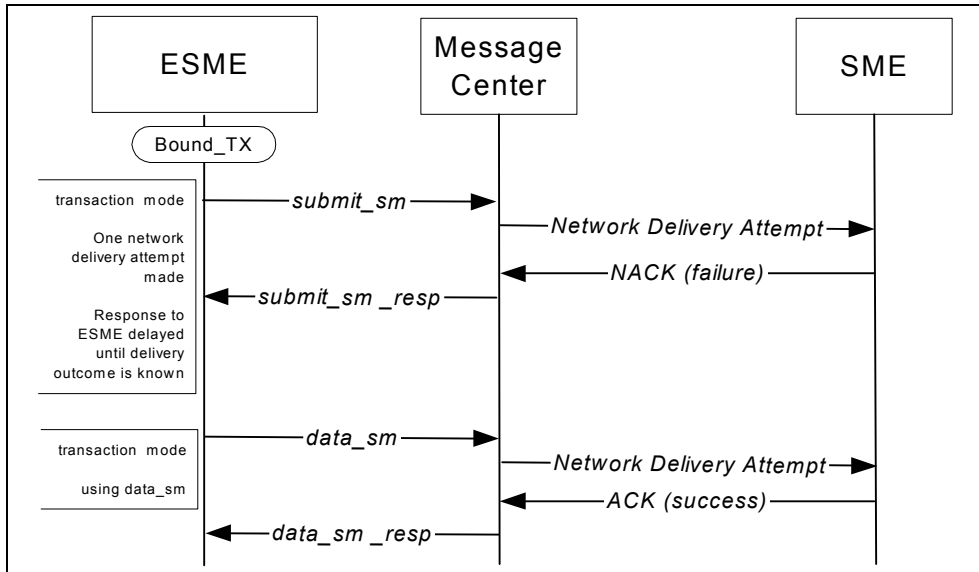 ESME
Message
Center
SME
Bound_TX
transaction mode
One network
delivery attempt
made
Response to
ESME delayed
until delivery
outcome is known
submit_sm
Network Delivery Attempt
NACK (failure)
submit_sm _resp
transaction mode
using data_sm
data_sm
Network Delivery Attempt
ACK (success)
data_sm _resp